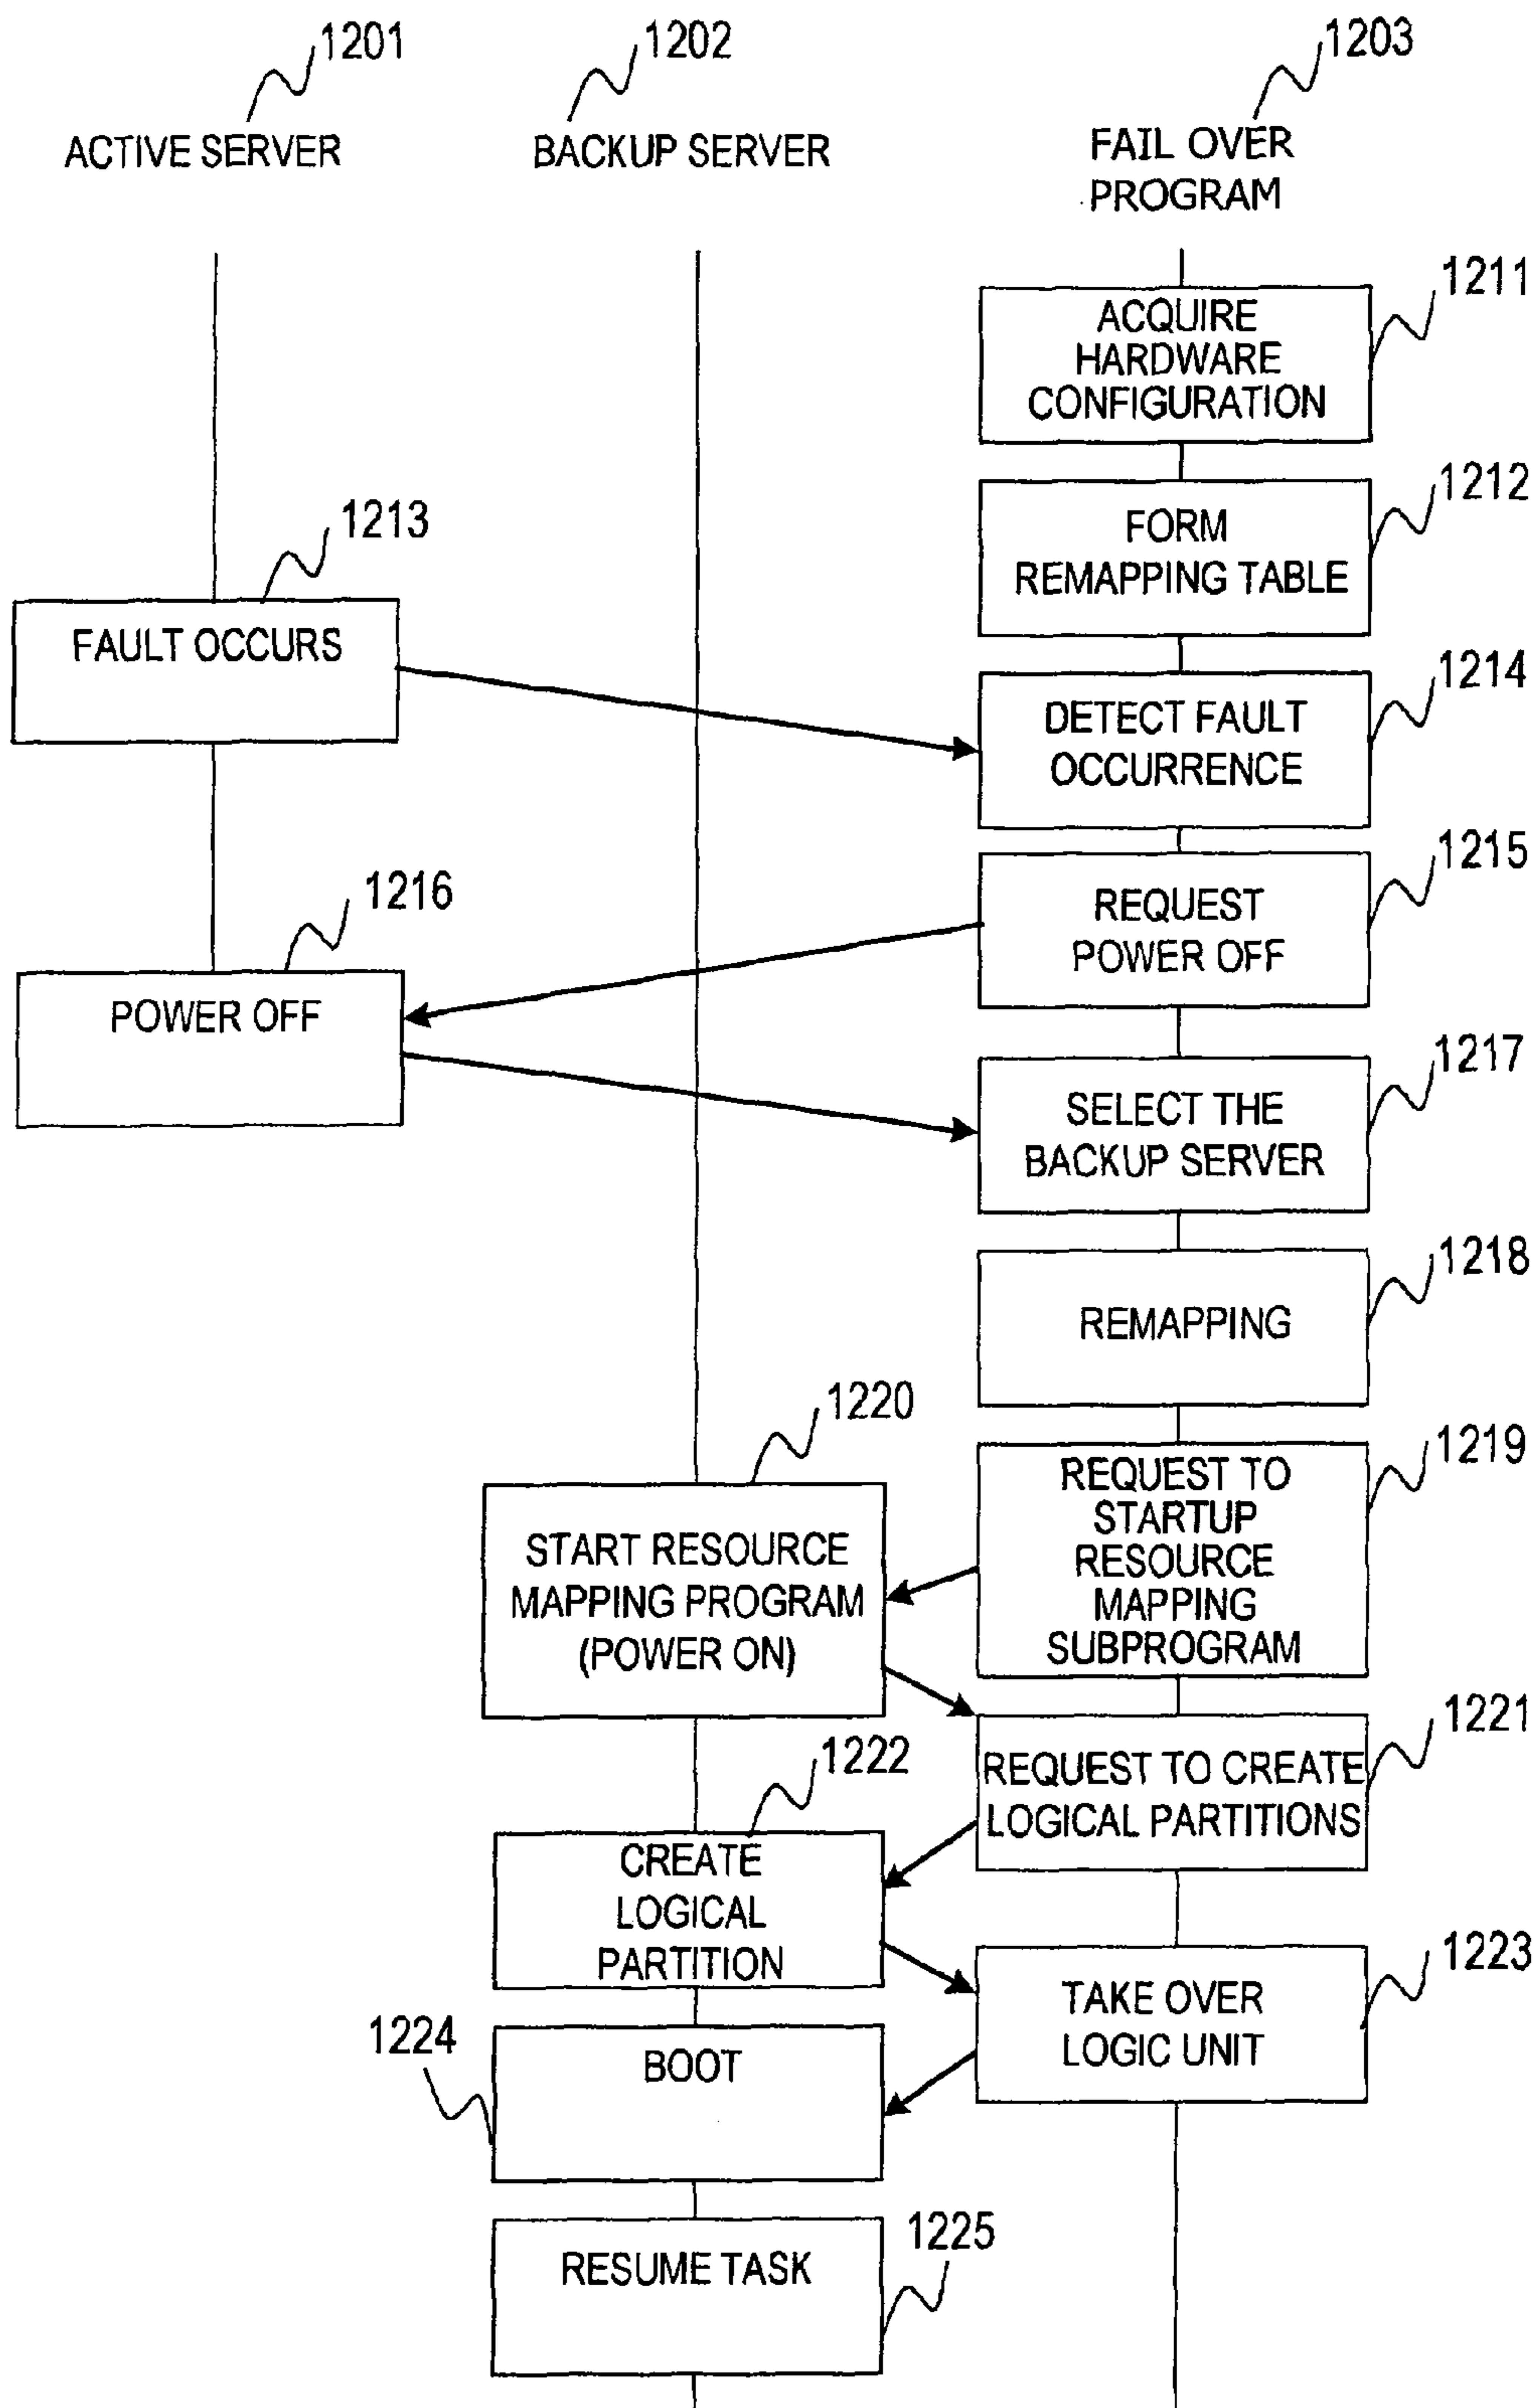 1201
1202
1203
ACTIVE SERVER
BACKUP SERVER
FAIL OVER
PROGRAM
1211
ACQUIRE
HARDWARE
CONFIGURATION
1212
FORM
REMAPPING TABLE
1213
FAULT OCCURS
1214
DETECT FAULT
OCCURRENCE
1215
REQUEST
POWER OFF
1216
POWER OFF
1217
SELECT THE
BACKUP SERVER
1218
REMAPPING
1219
REQUEST TO
STARTUP
RESOURCE
MAPPING
SUBPROGRAM
1220
START RESOURCE
MAPPING PROGRAM
(POWER ON)
1221
REQUEST TO CREATE
LOGICAL PARTITIONS
1222
CREATE
LOGICAL
PARTITION
1223
TAKE OVER
LOGIC UNIT
1224
BOOT
1225
RESUME TASK